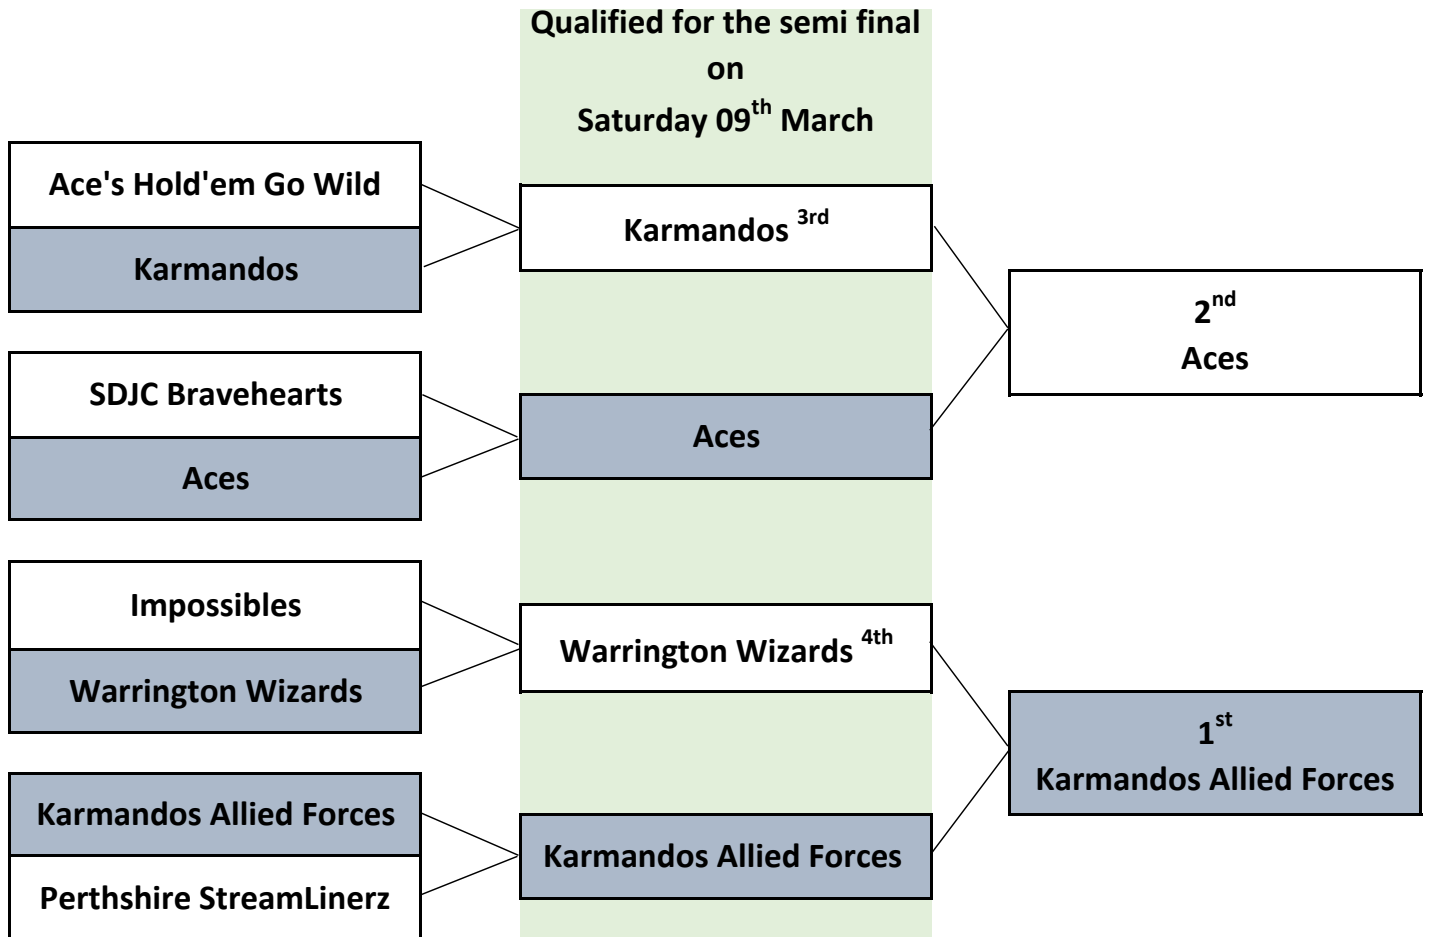 Qualified for the semi final
on
Saturday 09th March
Ace's Hold'em Go Wild
Karmandos
SDJC Bravehearts
Aces
Impossibles
Warrington Wizards
Karmandos Allied Forces
Perthshire StreamLinerz
Karmandos 3rd
Aces
Warrington Wizards 4th
Karmandos Allied Forces
2nd
Aces
1st
Karmandos Allied Forces